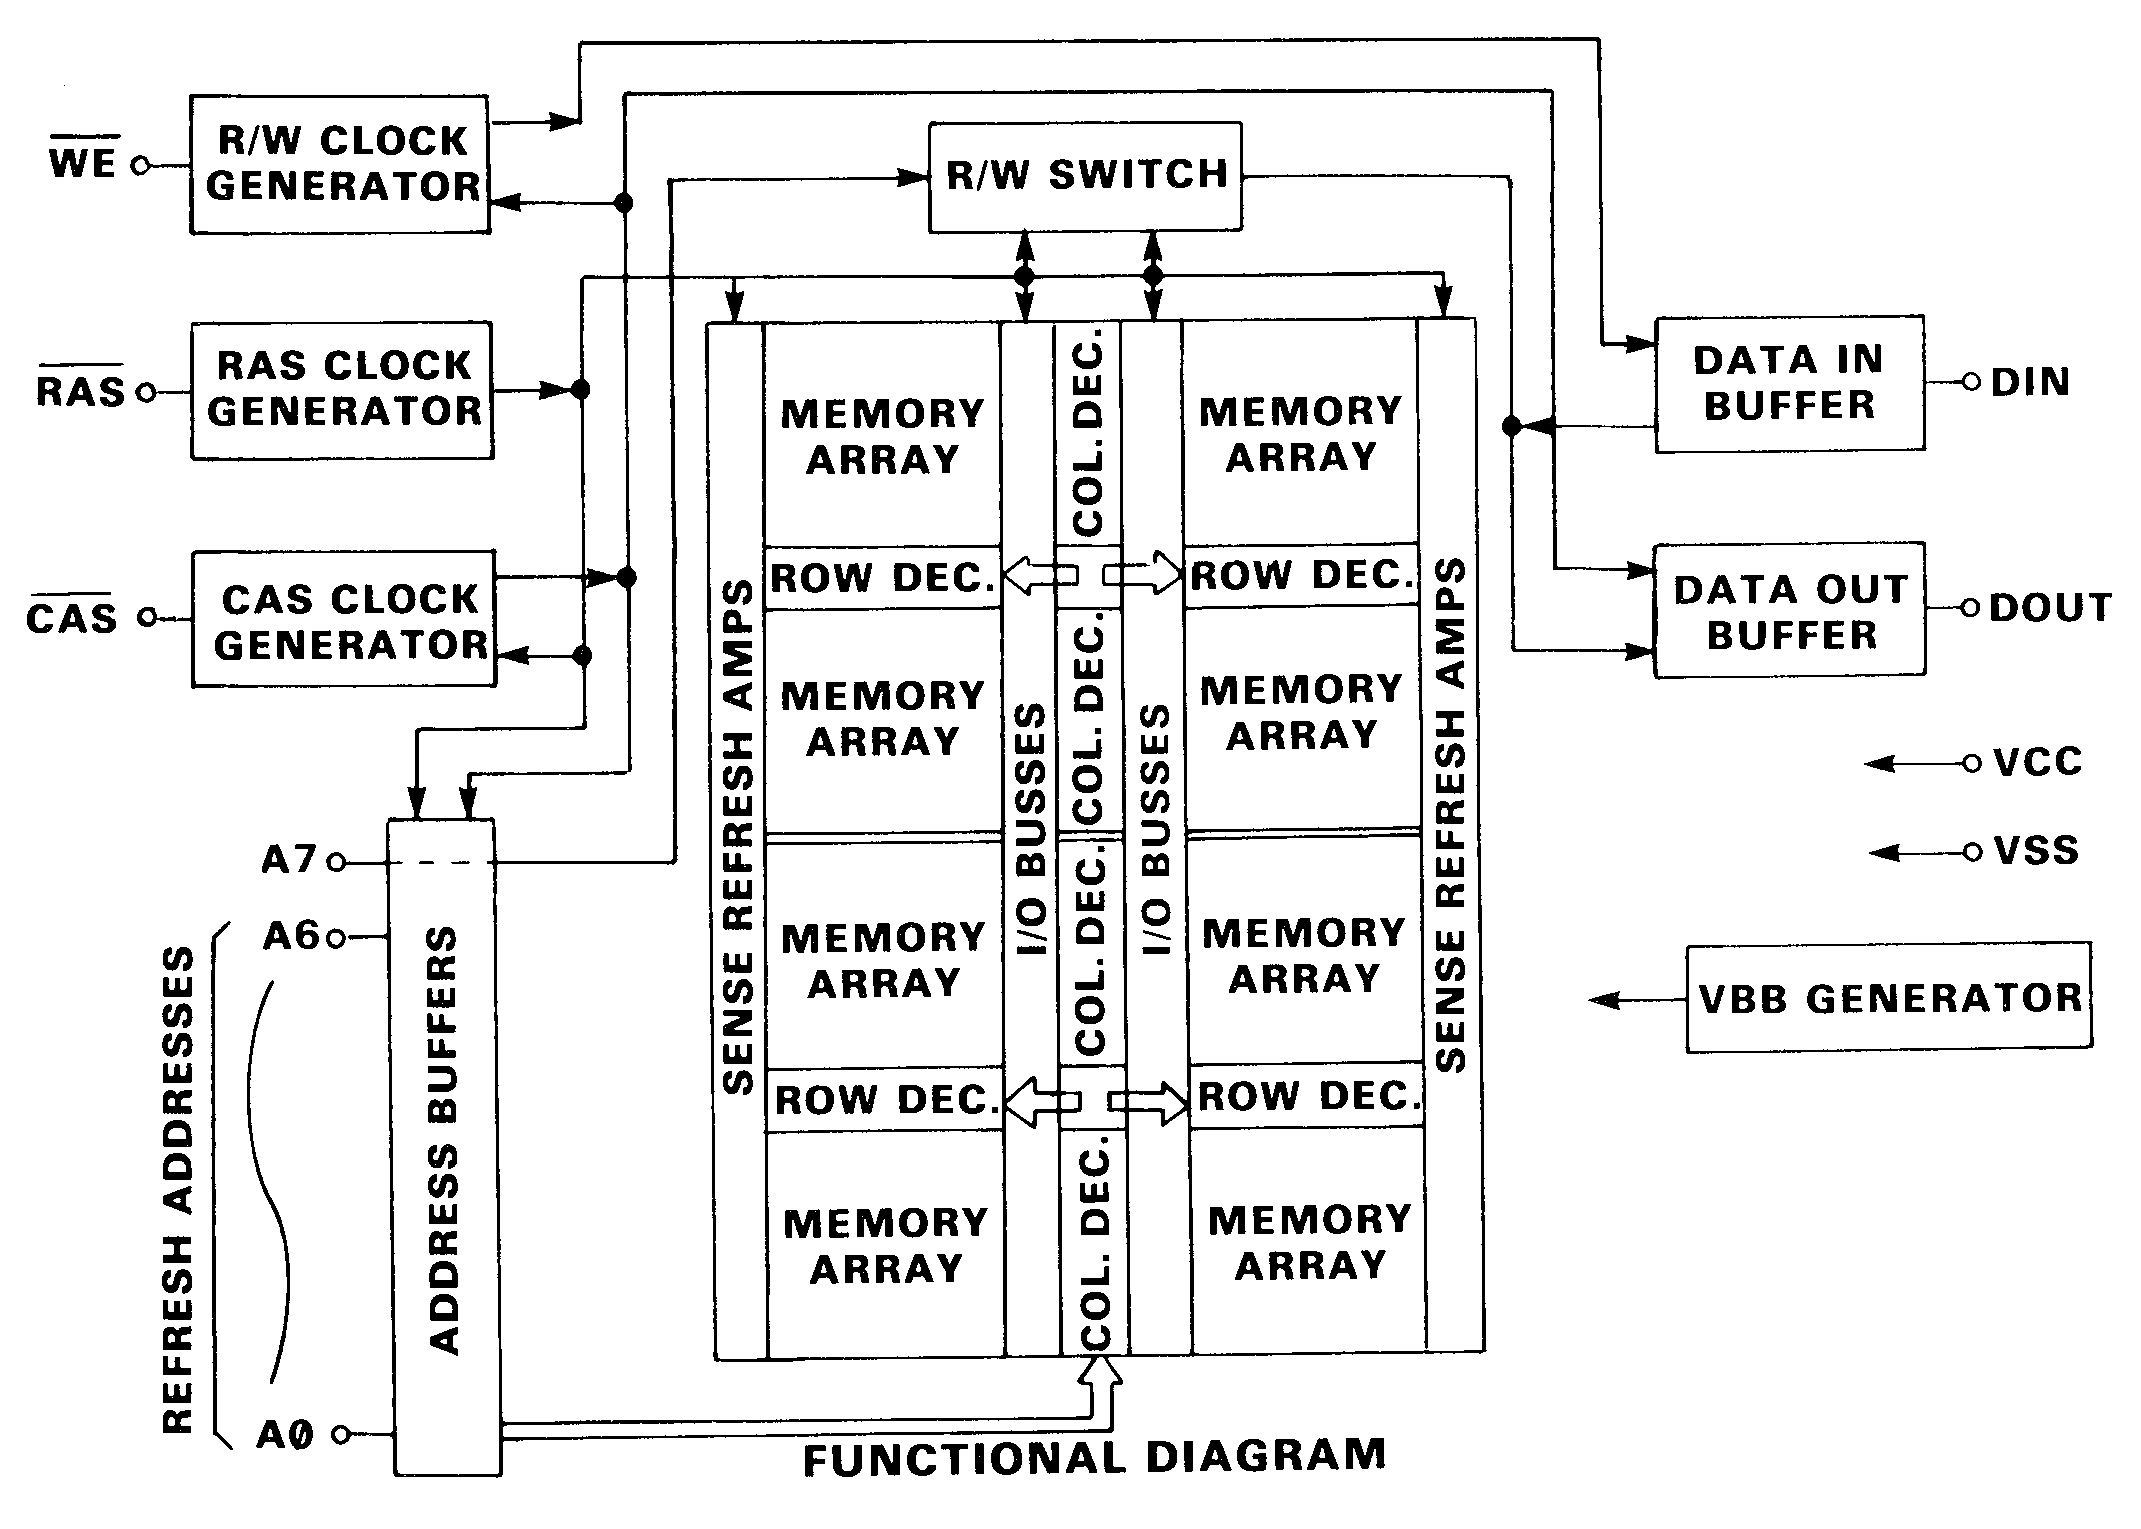 R/W CLOCK
GENERATOR
WE
R/W SWITCH
RAS CLOCK
GENERATOR
RAS
CAS CLOCK
GENERATOR
CAS
A7
A6
A0
REFRESH ADDRESSES
ADDRESS BUFFERS
SENSE REFRESH AMPS
MEMORY
ARRAY
ROW DEC.
MEMORY
ARRAY
MEMORY
ARRAY
ROW DEC.
MEMORY
ARRAY
I/O BUSSES
COL. DEC.
COL. DEC.
COL. DEC.
COL. DEC.
I/O BUSSES
MEMORY
ARRAY
ROW DEC.
MEMORY
ARRAY
MEMORY
ARRAY
ROW DEC.
MEMORY
ARRAY
SENSE REFRESH AMPS
DATA IN
BUFFER
DIN
DATA OUT
BUFFER
DOUT
VCC
VSS
VBB GENERATOR
FUNCTIONAL DIAGRAM